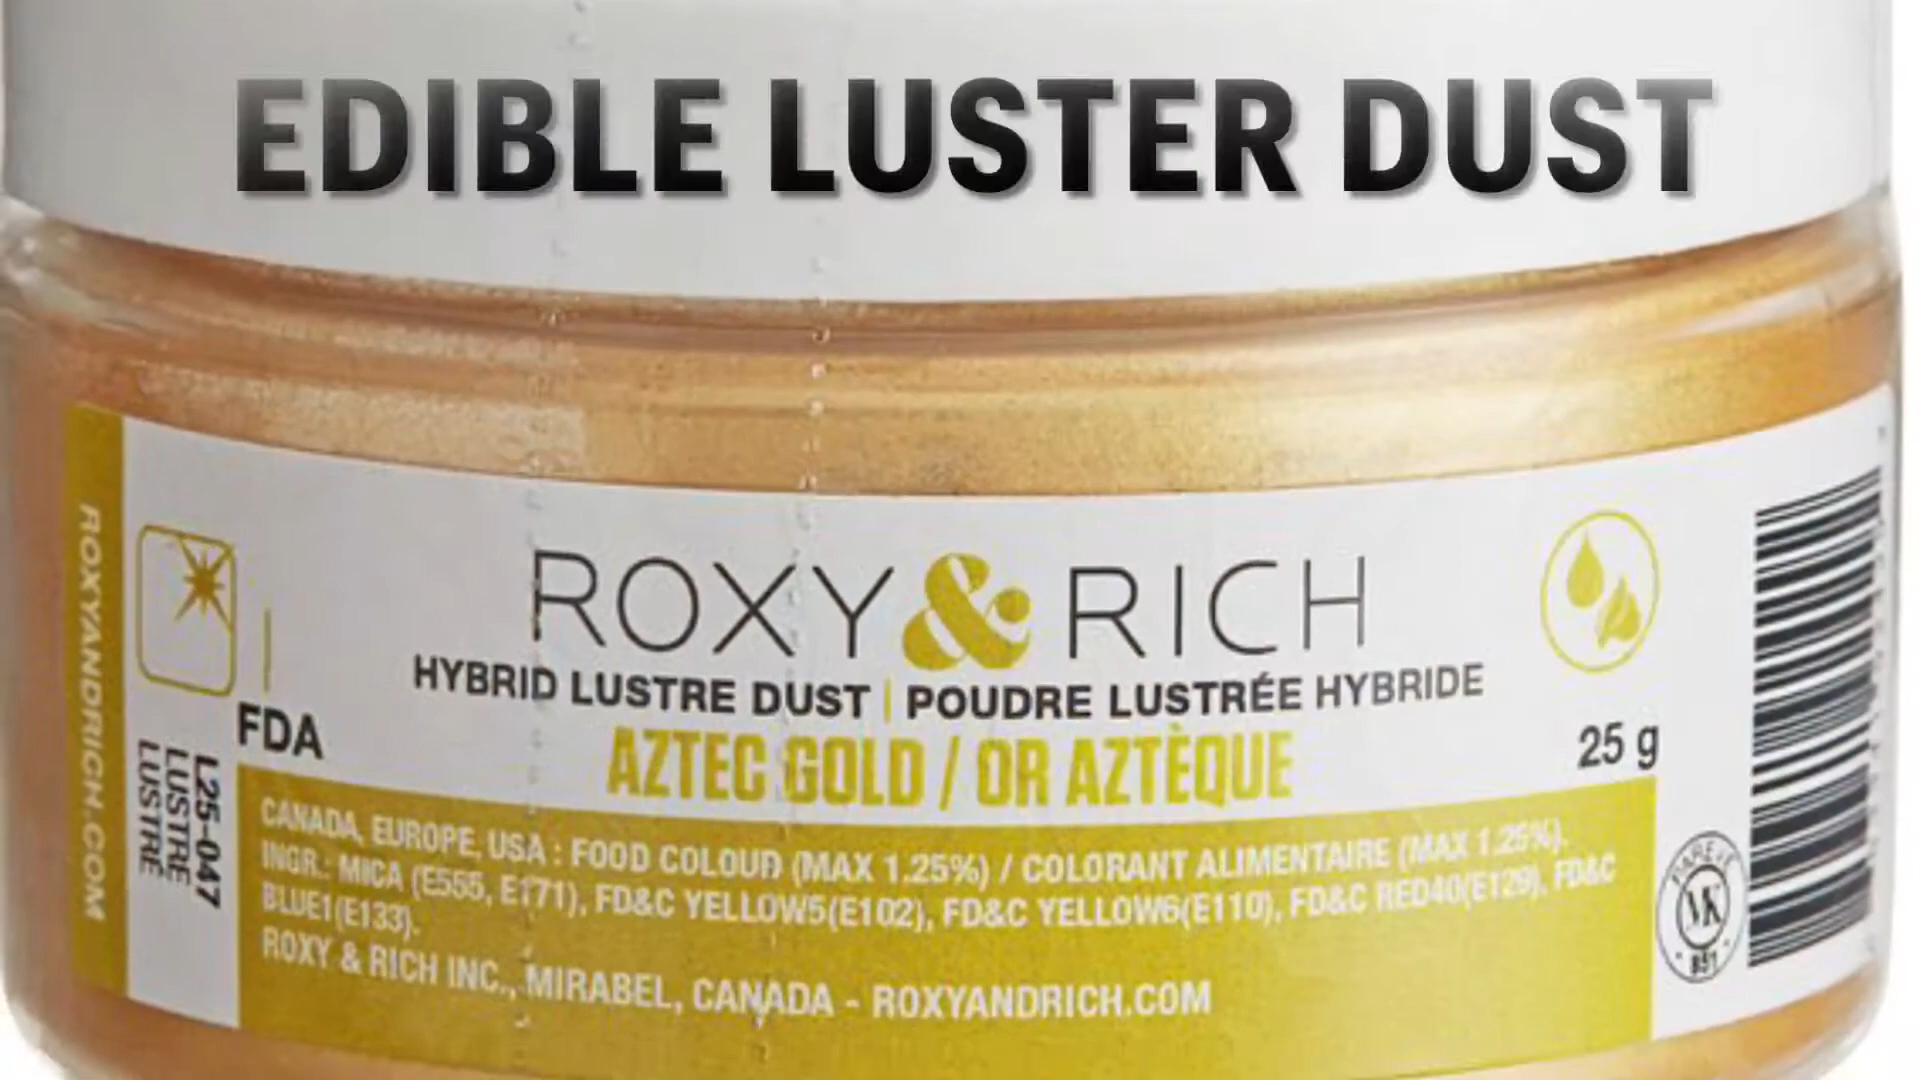 EDIBLE LUSTER DUST
ROXY & RICH
HYBRID LUSTRE DUST | POUDRE LUSTRÉE HYBRIDE
AZTEC GOLD / OR AZTÈQUE
25 g
FDA
ROXYANDRICH.COM
L25-047
LUSTRE
LUSTRE
CANADA, EUROPE, USA : FOOD COLOUR (MAX 1.25%) / COLORANT ALIMENTAIRE (MAX 1.25%).
INGR.: MICA (E555, E171), FD&C YELLOW5(E102), FD&C YELLOW6(E110), FD&C RED40(E129), FD&C
BLUE1(E133).
ROXY & RICH INC., MIRABEL, CANADA - ROXYANDRICH.COM
PAREVE
MK